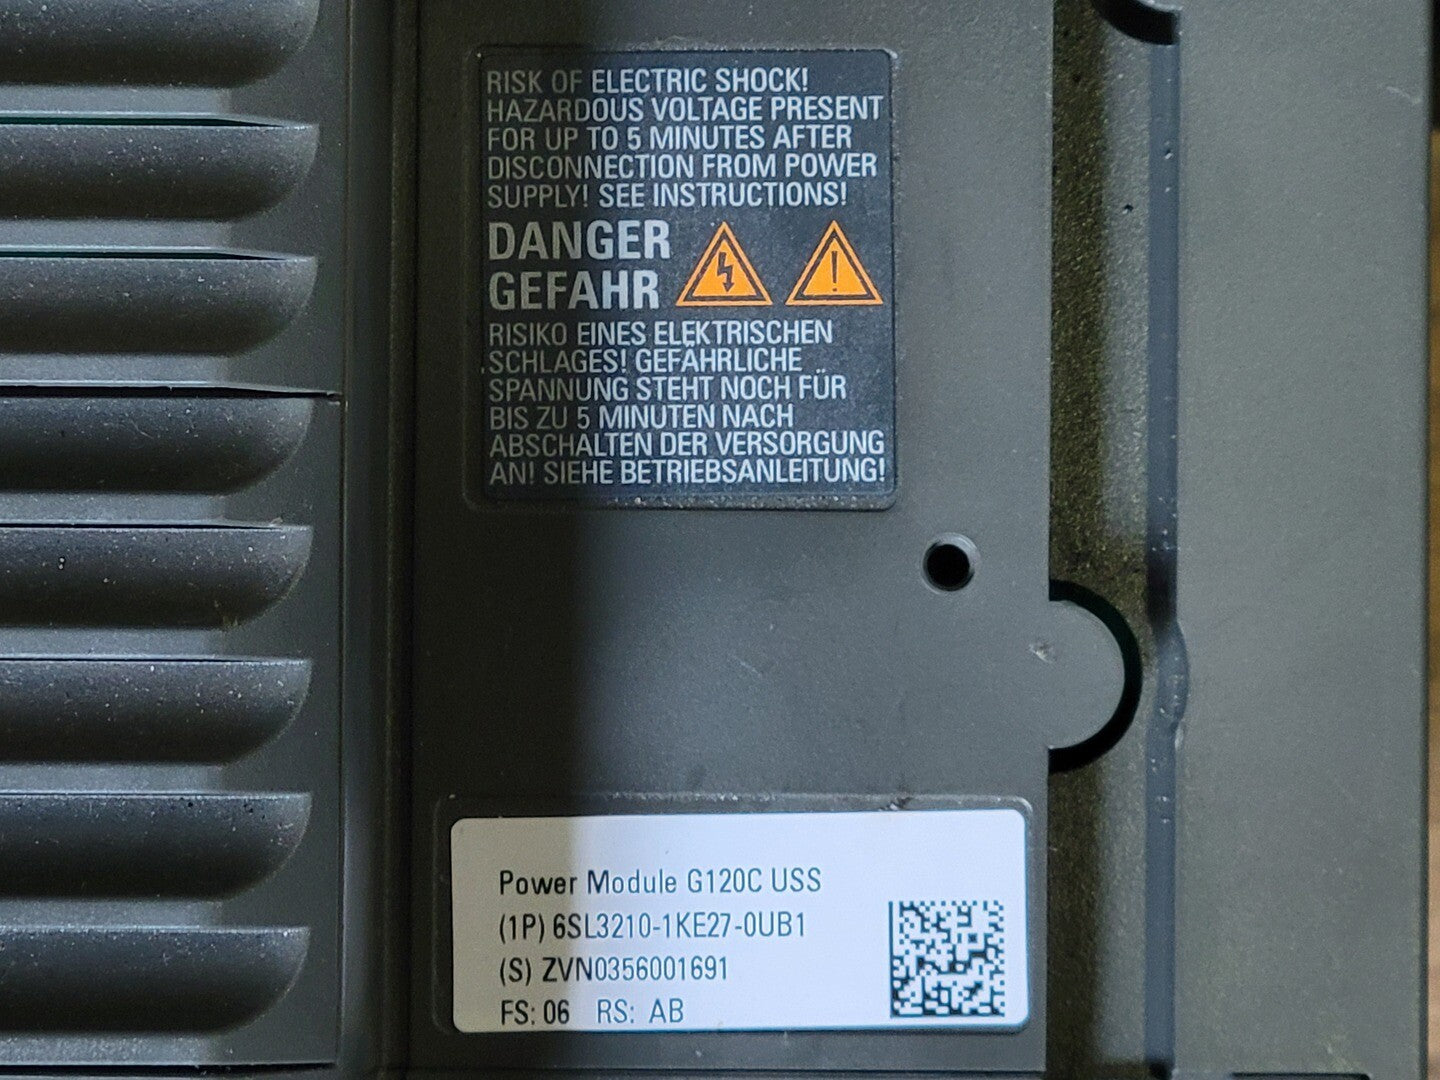 RISK OF ELECTRIC SHOCK!
HAZARDOUS VOLTAGE PRESENT
FOR UP TO 5 MINUTES AFTER
DISCONNECTION FROM POWER
SUPPLY! SEE INSTRUCTIONS!
DANGER
GEFAHR
RISIKO EINES ELEKTRISCHEN
SCHLAGES! GEFÄHRLICHE
SPANNUNG STEHT NOCH FÜR
BIS ZU 5 MINUTEN NACH
ABSCHALTEN DER VERSORGUNG
AN! SIEHE BETRIEBSANLEITUNG!
Power Module G120C USS
(1P) 6SL3210-1KE27-0UB1
(S) ZVN0356001691
FS: 06 RS: AB